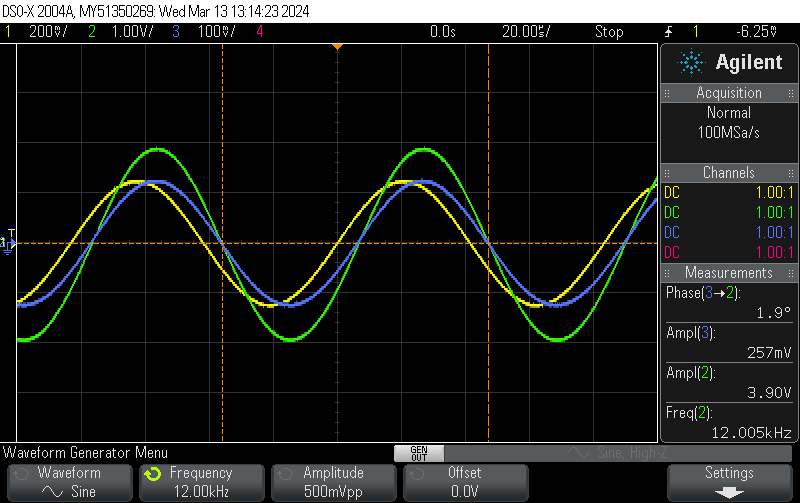 DSO-X 2004A, MY51350269: Wed Mar 13 13:14:23 2024
1 200mV/ 2 1.00V/ 3 100mV/ 4 0.0s 20.00us/ Stop 1 -6.25mV
T
Agilent
Acquisition
Normal
100MSa/s
Channels
DC 1.00:1
DC 1.00:1
DC 1.00:1
DC 1.00:1
Measurements
Phase(3→2):
1.9°
Ampl(3):
257mV
Ampl(2):
3.90V
Freq(2):
12.005kHz
Waveform Generator Menu
GEN OUT
Sine, High-Z
Waveform
Sine
Frequency
12.00kHz
Amplitude
500mVpp
Offset
0.0V
Settings